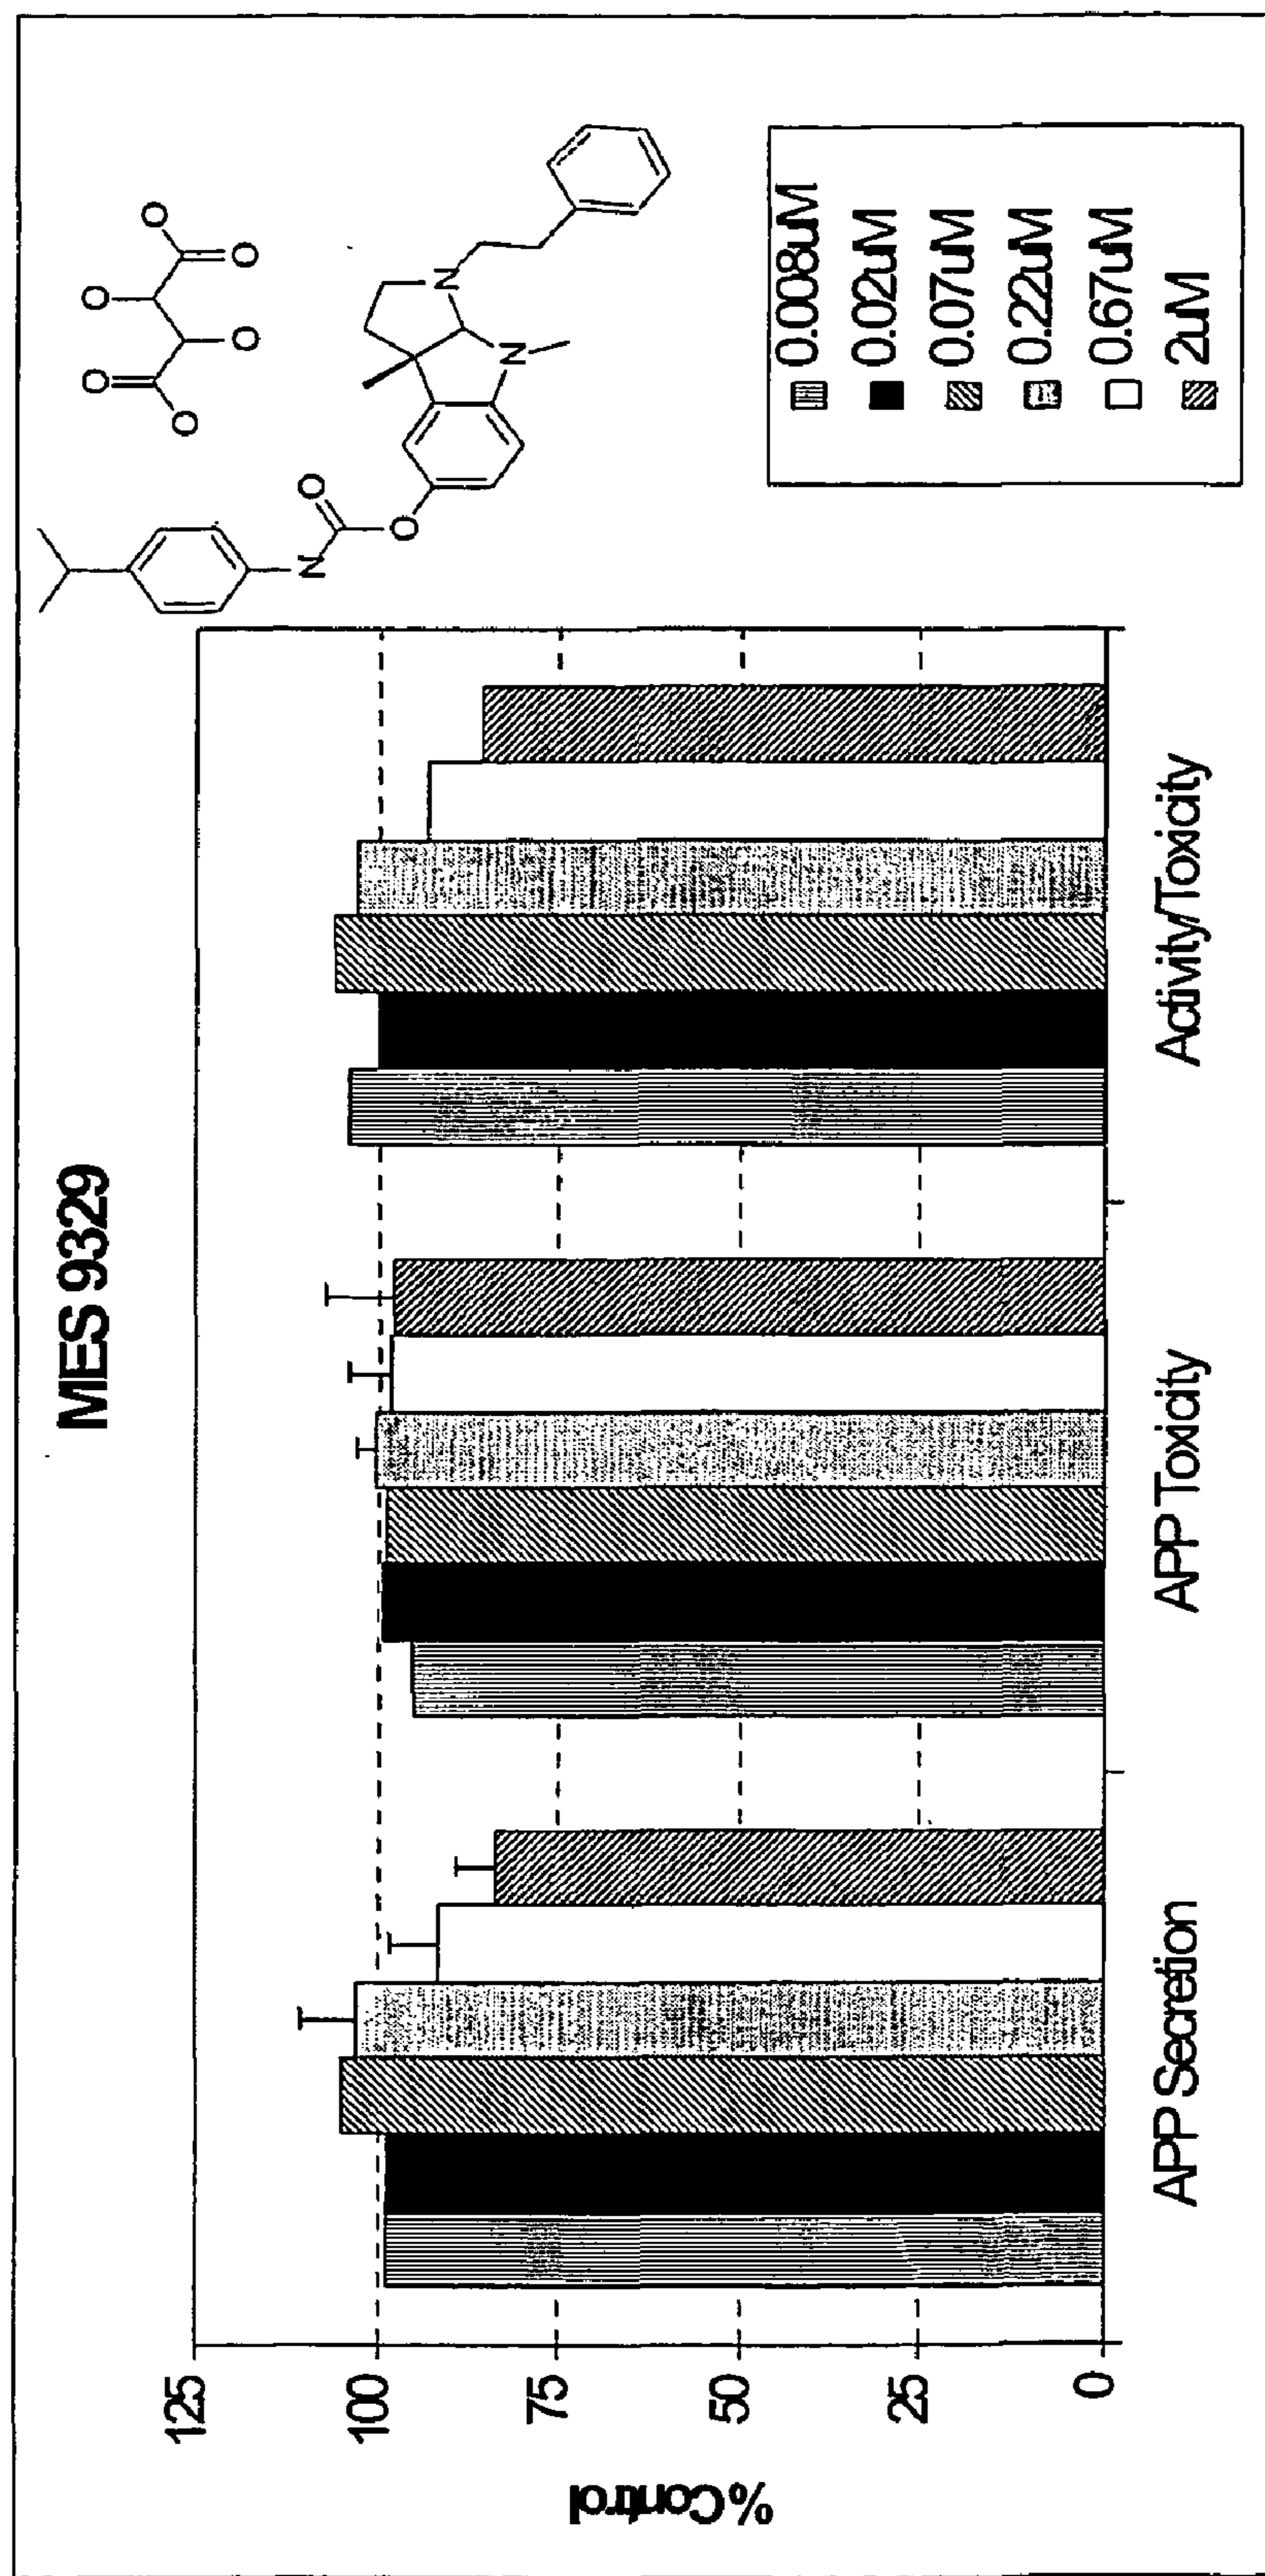 MES 9329
% Control
125
100
75
50
25
0
APP Secretion
APP Toxicity
Activity/Toxicity
O
O
O
O
O
O
N
O
O
N
N
0.008uM
0.02uM
0.07uM
0.22uM
0.67uM
2uM